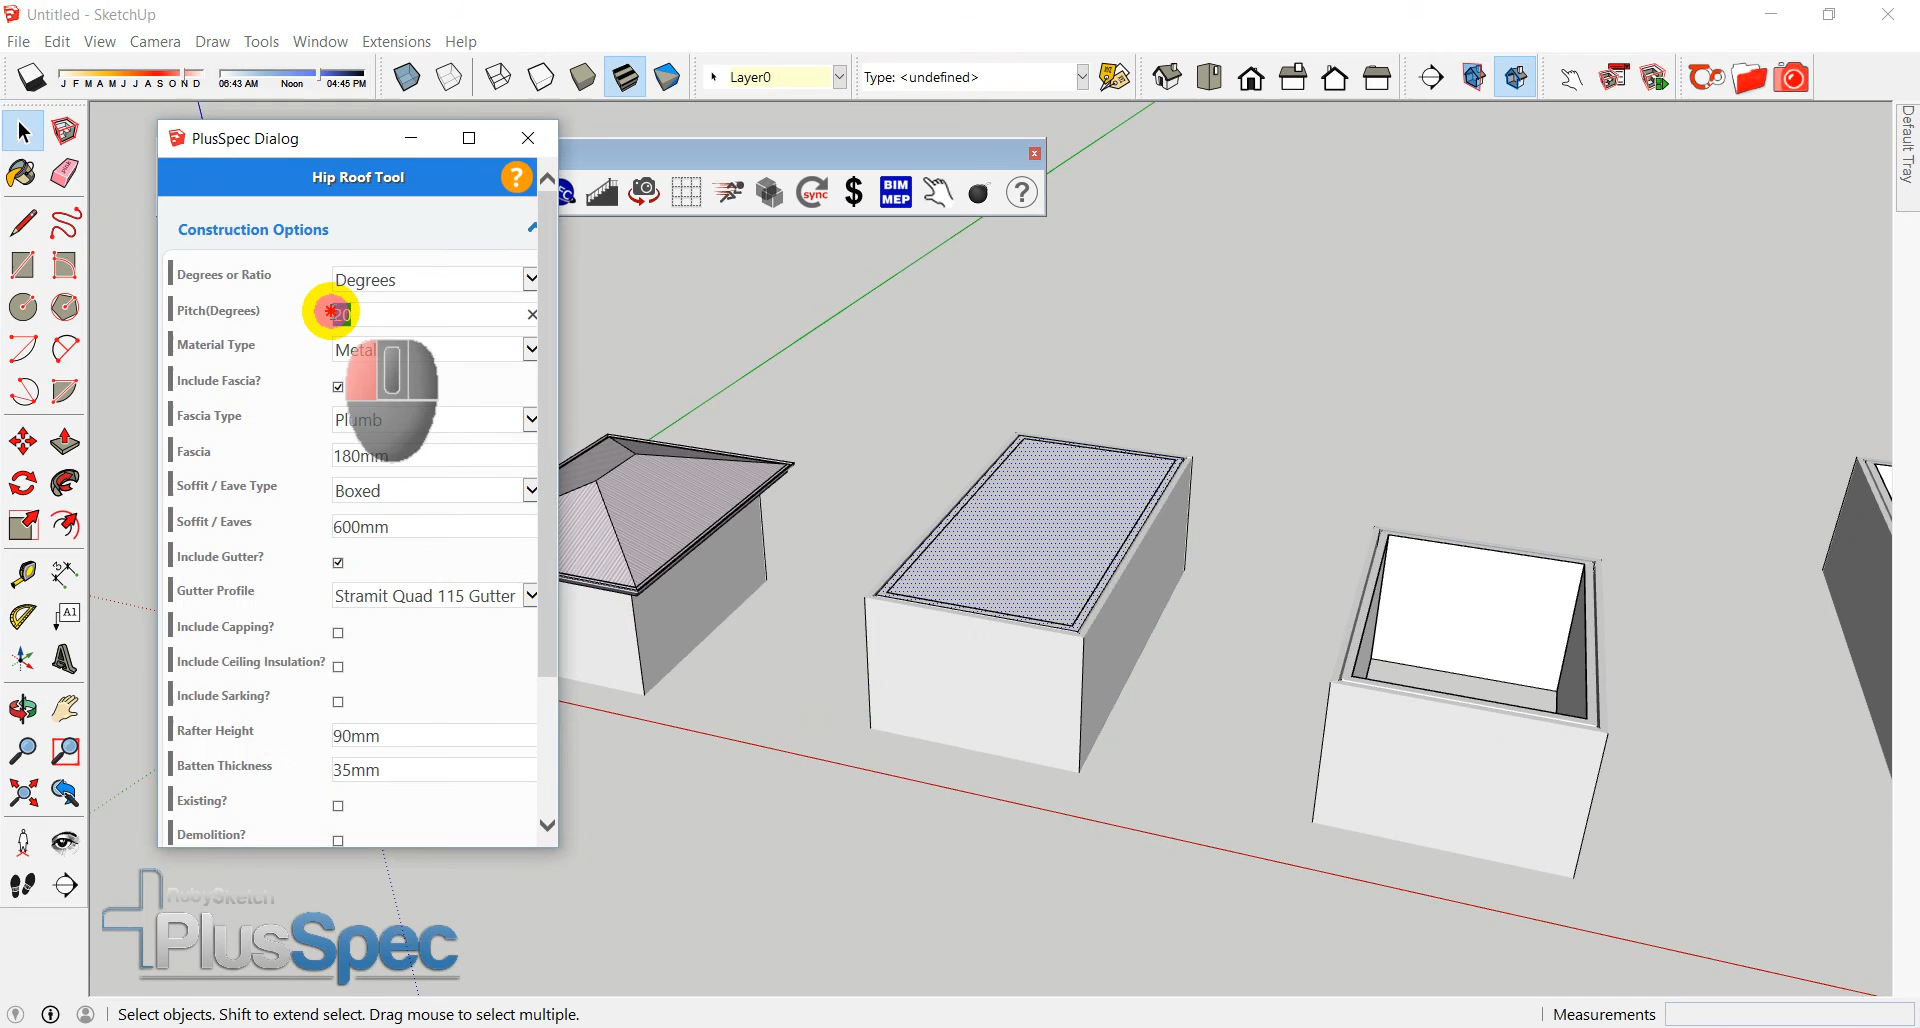 Untitled - SketchUp
File Edit View Camera Draw Tools Window Extensions Help
J F M A M J J A S O N D
06:43 AM Noon 04:45 PM
Layer0
Type: <undefined>
PlusSpec Dialog
Hip Roof Tool
?
sync
$
BIM
MEP
?
Default Tray
Construction Options
Degrees or Ratio
Degrees
Pitch(Degrees)
20
Material Type
Metal
Include Fascia?
Fascia Type
Plumb
Fascia
180mm
Soffit / Eave Type
Boxed
Soffit / Eaves
600mm
Include Gutter?
Gutter Profile
Stramit Quad 115 Gutter
Include Capping?
Include Ceiling Insulation?
Include Sarking?
Rafter Height
90mm
Batten Thickness
35mm
Existing?
Demolition?
A1
RubySketch
PlusSpec
Select objects. Shift to extend select. Drag mouse to select multiple.
Measurements